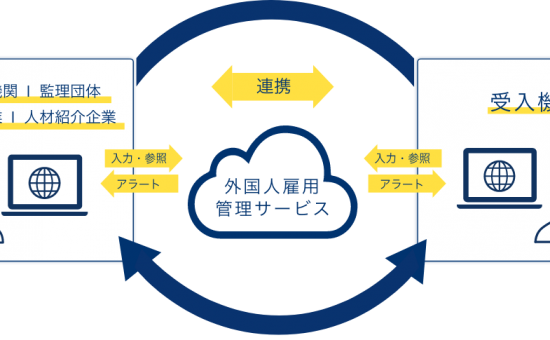 機関 | 監理団体
業 | 人材紹介企業
連携
受入機
入力・参照
アラート
外国人雇用
管理サービス
入力・参照
アラート